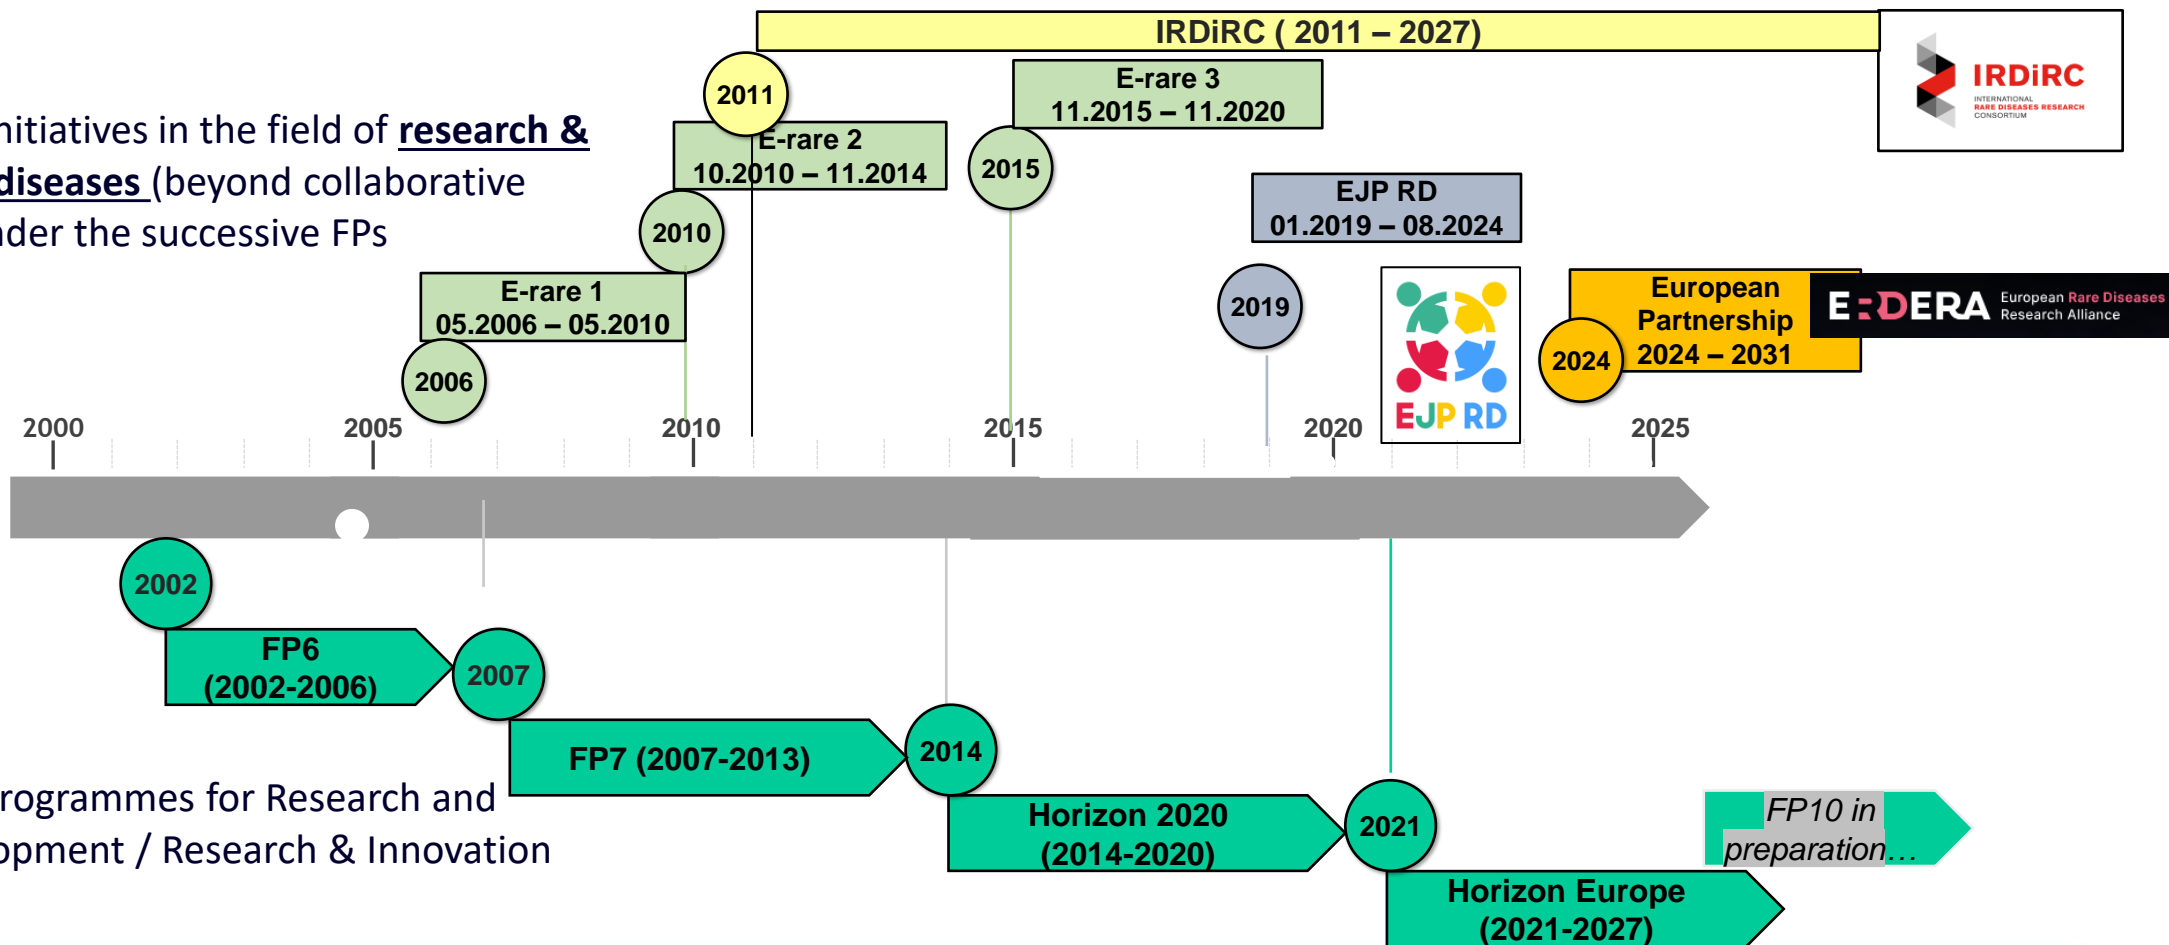 IRDiRC ( 2011 – 2027)
IRDiRC
INTERNATIONAL
RARE DISEASES RESEARCH
CONSORTIUM
2011
E-rare 3
11.2015 – 11.2020
nitiatives in the field of research &
diseases (beyond collaborative
nder the successive FPs
E-rare 2
10.2010 – 11.2014
2015
2010
EJP RD
01.2019 – 08.2024
E-rare 1
05.2006 – 05.2010
2006
2019
EJP RD
European
Partnership
2024 – 2031
2024
ERDERA European Rare Diseases
Research Alliance
2000
2005
2010
2015
2020
2025
2002
FP6
(2002-2006)
2007
FP7 (2007-2013)
2014
rogrammes for Research and
opment / Research & Innovation
Horizon 2020
(2014-2020)
2021
FP10 in
preparation…
Horizon Europe
(2021-2027)